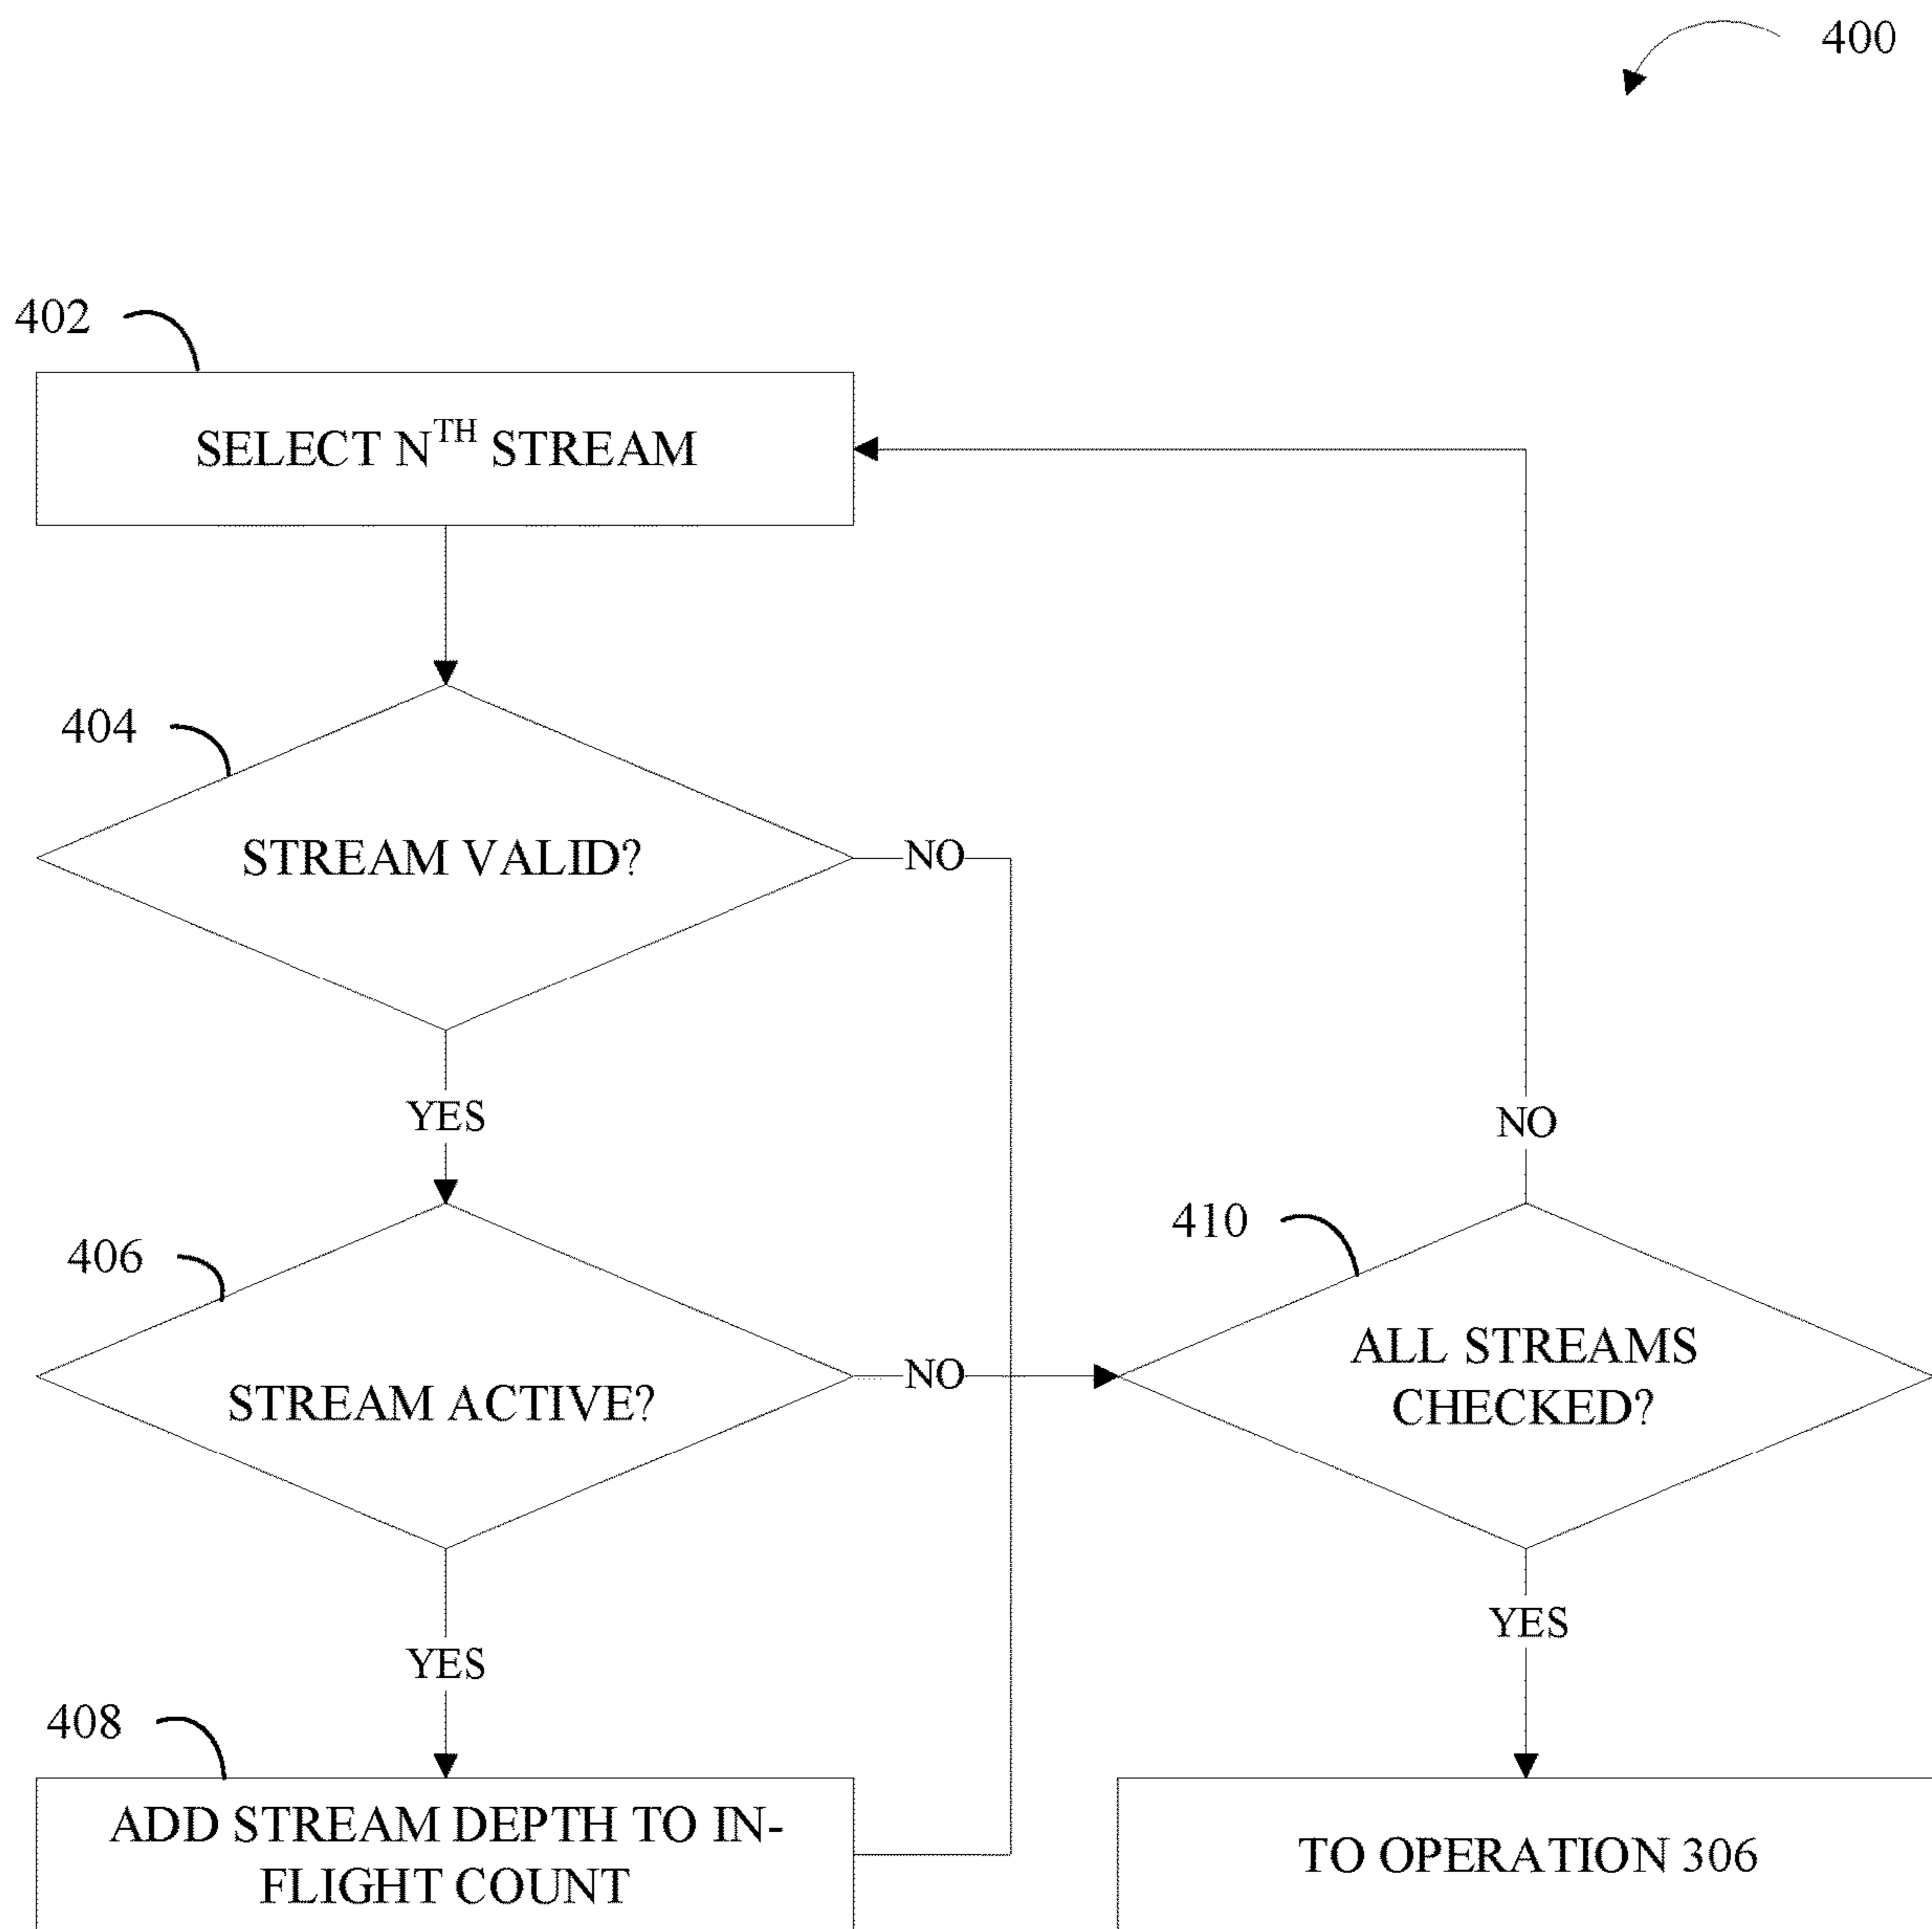 400
402
SELECT NTH STREAM
404
STREAM VALID?
NO
YES
NO
406
410
STREAM ACTIVE?
NO
ALL STREAMS
CHECKED?
YES
YES
408
ADD STREAM DEPTH TO IN-
FLIGHT COUNT
TO OPERATION 306